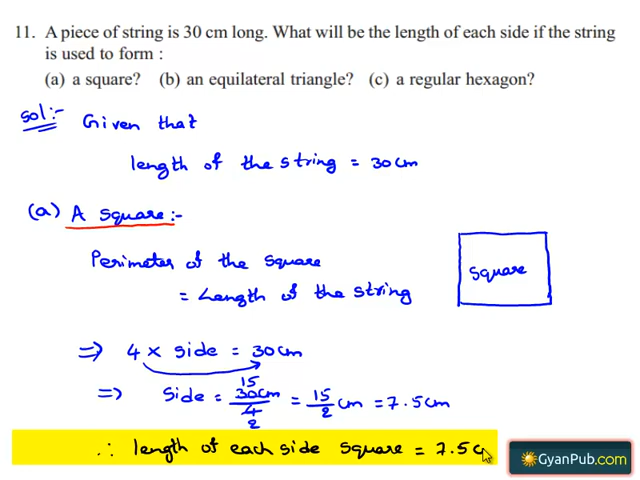 11. A piece of string is 30 cm long. What will be the length of each side if the string
is used to form :
(a) a square? (b) an equilateral triangle? (c) a regular hexagon?
Sol:-
Given that
length of the string = 30cm
(a) A square:-
Perimeter of the square
= Length of the string
square
⇒ 4 × side = 30cm
⇒ Side = 15 30cm/4 2 = 15/2 cm = 7.5cm
∴ length of each side square = 7.5c
GyanPub.com